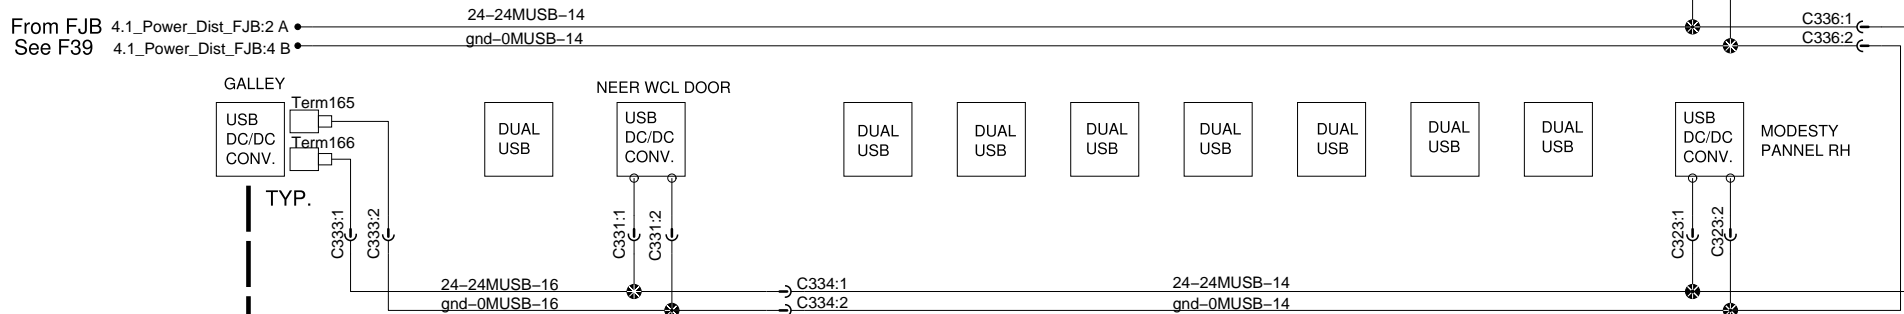 24–24MUSB–14
From FJB 4.1_Power_Dist_FJB:2 A
C336:1
gnd–0MUSB–14
See F39 4.1_Power_Dist_FJB:4 B
C336:2
GALLEY
NEER WCL DOOR
USB
DC/DC
CONV.
Term165
Term166
DUAL
USB
USB
DC/DC
CONV.
DUAL
USB
DUAL
USB
DUAL
USB
DUAL
USB
DUAL
USB
DUAL
USB
DUAL
USB
USB
DC/DC
CONV.
MODESTY
PANNEL RH
TYP.
C333:1
C333:2
C331:1
C331:2
C323:1
C323:2
24–24MUSB–16
C334:1
24–24MUSB–14
gnd–0MUSB–16
C334:2
gnd–0MUSB–14